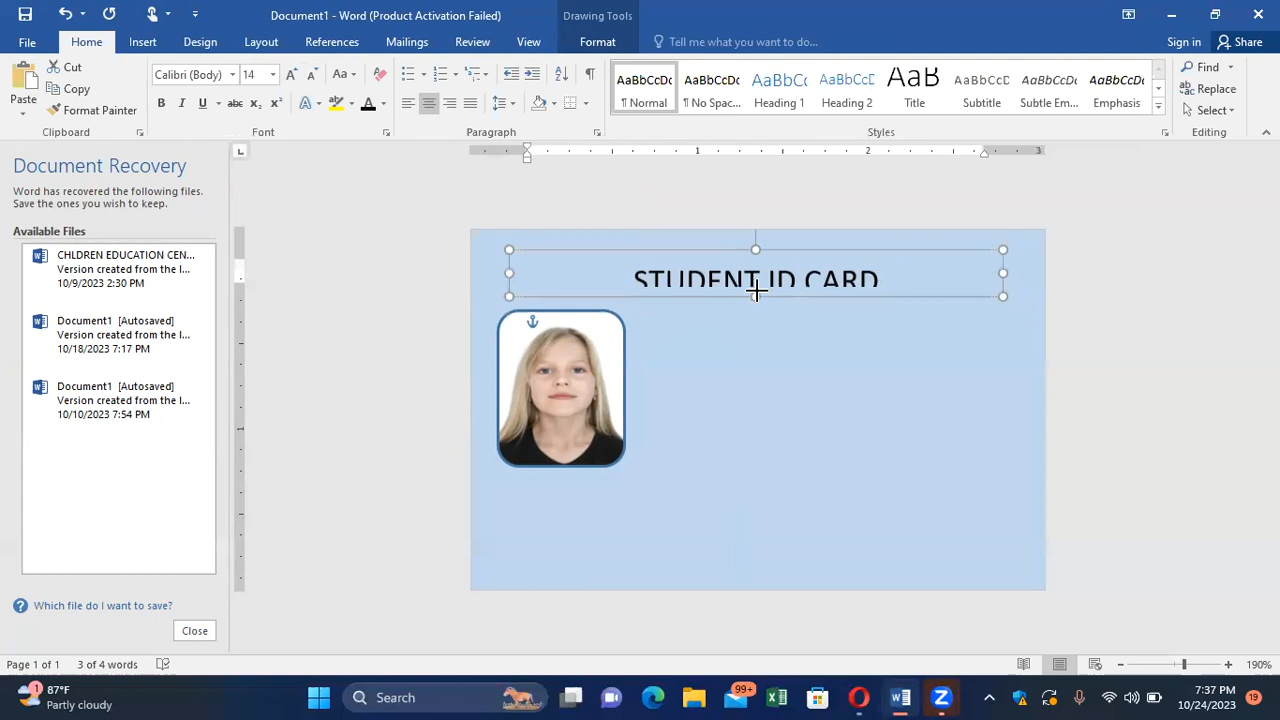 Document1 - Word (Product Activation Failed)
Drawing Tools
File
Home
Insert
Design
Layout
References
Mailings
Review
View
Format
Tell me what you want to do...
Sign in
Share
Paste
Cut
Copy
Format Painter
Clipboard
Calibri (Body)
14
Font
Paragraph
AaBbCcDc
¶ Normal
AaBbCcDc
¶ No Spac...
AaBbCc
Heading 1
AaBbCcD
Heading 2
AaB
Title
AaBbCcD
Subtitle
AaBbCcDc
Subtle Em...
AaBbCcDc
Emphasis
Styles
Find
Replace
Select
Editing
Document Recovery
Word has recovered the following files.
Save the ones you wish to keep.
Available Files
CHLDREN EDUCATION CEN...
Version created from the l...
10/9/2023 2:30 PM
Document1 [Autosaved]
Version created from the l...
10/18/2023 7:17 PM
Document1 [Autosaved]
Version created from the l...
10/10/2023 7:54 PM
Which file do I want to save?
Close
1 2 3
STUDENT ID CARD
Page 1 of 1
3 of 4 words
190%
1
87°F
Partly cloudy
Search
99+
7:37 PM
10/24/2023
19